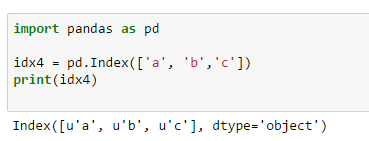 import pandas as pd
idx4 = pd.Index(['a', 'b','c'])
print(idx4)
Index([u'a', u'b', u'c'], dtype='object')